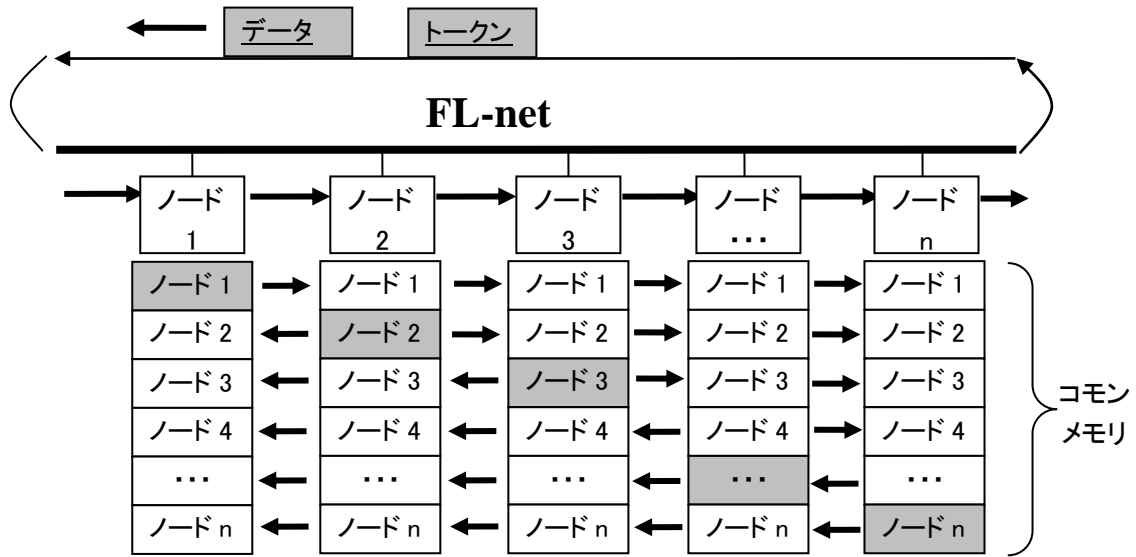 データ トークン
FL-net
ノード ノード ノード ノード ノード
1 2 3 ・・・ n
ノード 1 ノード 1 ノード 1 ノード 1 ノード 1
ノード 2 ノード 2 ノード 2 ノード 2 ノード 2
ノード 3 ノード 3 ノード 3 ノード 3 ノード 3
ノード 4 ノード 4 ノード 4 ノード 4 ノード 4
・・・ ・・・ ・・・ ・・・ ・・・
ノード n ノード n ノード n ノード n ノード n
コモン
メモリ